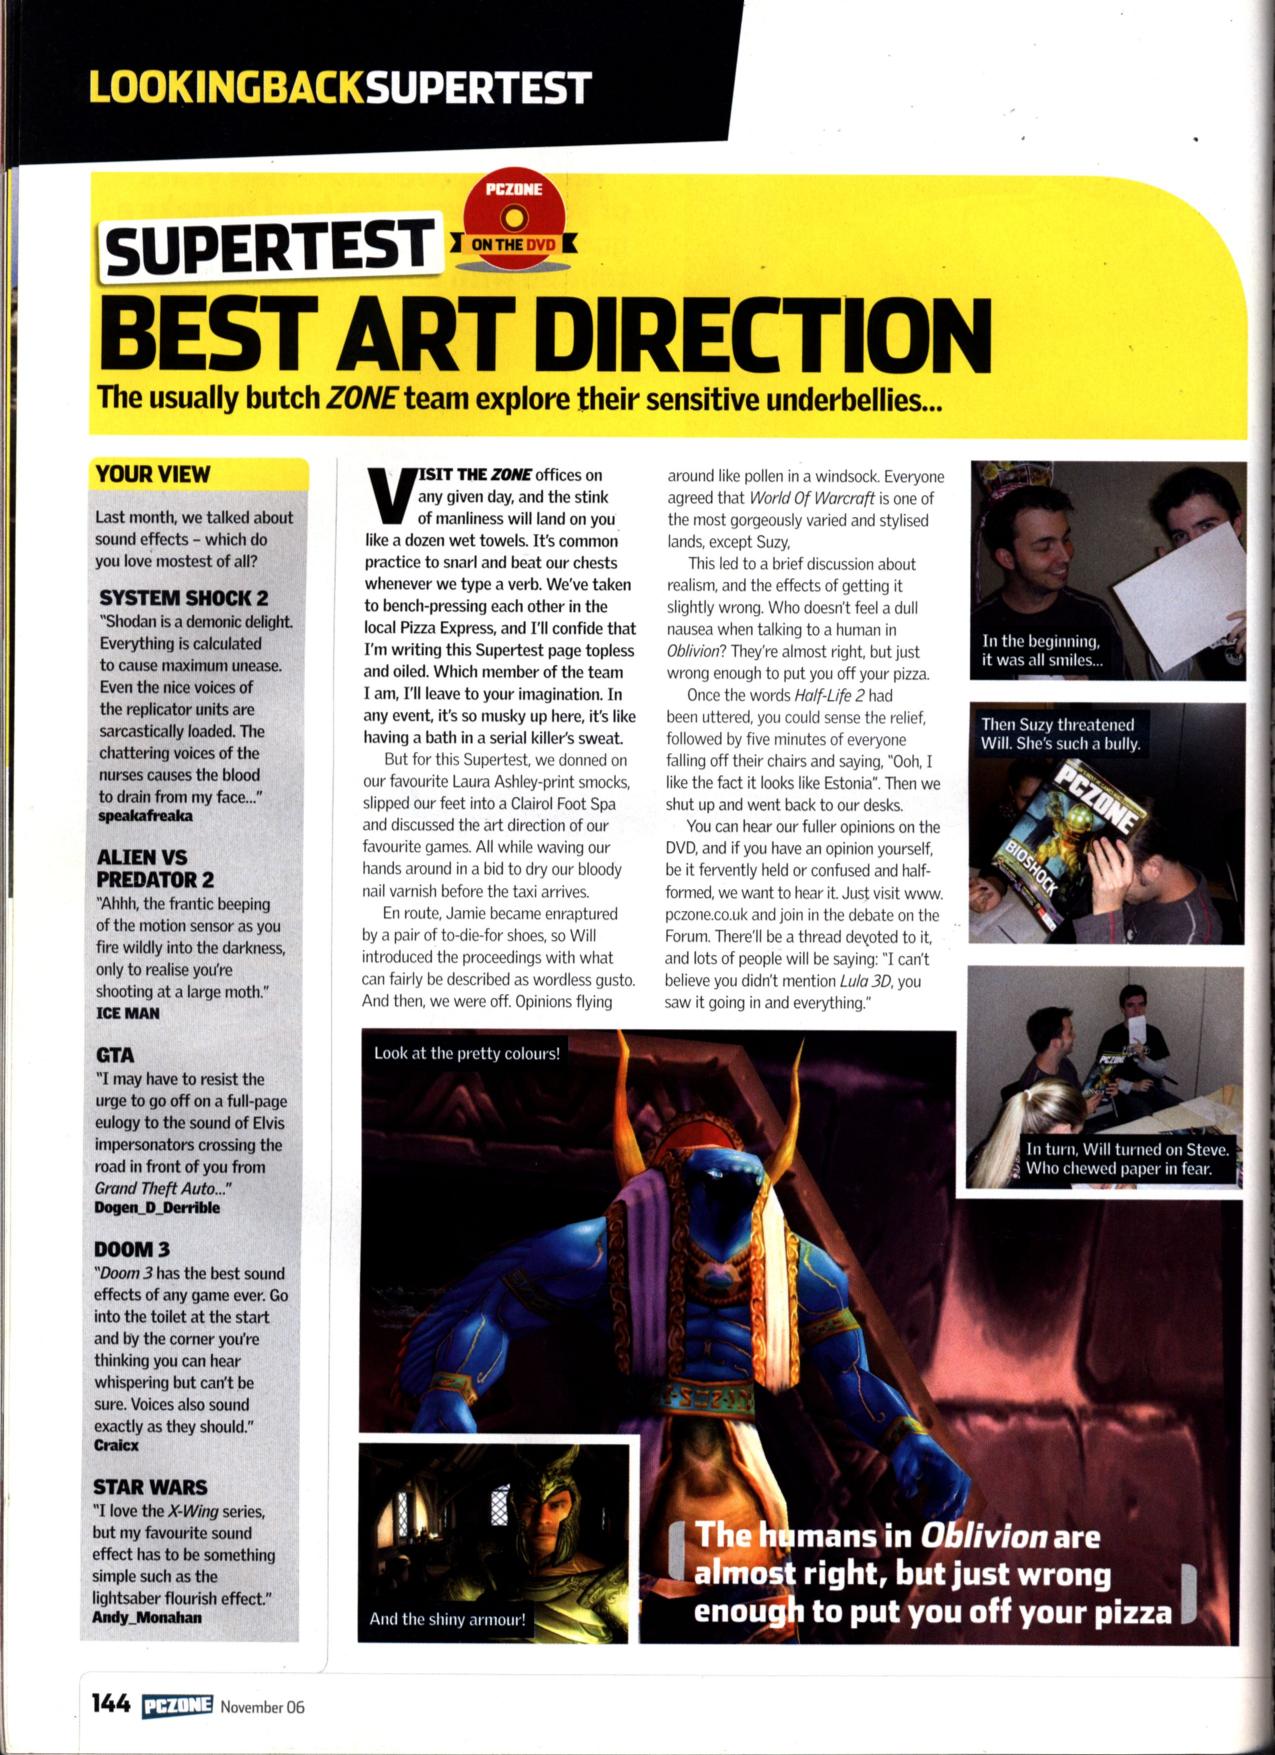 LOOKINGBACKSUPERTEST
PCZONE
ON THE DVD
SUPERTEST
BEST ART DIRECTION
The usually butch ZONE team explore their sensitive underbellies...
YOUR VIEW
Last month, we talked about
sound effects – which do
you love mostest of all?
SYSTEM SHOCK 2
"Shodan is a demonic delight.
Everything is calculated
to cause maximum unease.
Even the nice voices of
the replicator units are
sarcastically loaded. The
chattering voices of the
nurses causes the blood
to drain from my face..."
speakafreaka
ALIEN VS
PREDATOR 2
"Ahhh, the frantic beeping
of the motion sensor as you
fire wildly into the darkness,
only to realise you're
shooting at a large moth."
ICE MAN
GTA
"I may have to resist the
urge to go off on a full-page
eulogy to the sound of Elvis
impersonators crossing the
road in front of you from
Grand Theft Auto..."
Dogen_D_Derrible
DOOM 3
"Doom 3 has the best sound
effects of any game ever. Go
into the toilet at the start
and by the corner you're
thinking you can hear
whispering but can't be
sure. Voices also sound
exactly as they should."
Craicx
STAR WARS
"I love the X-Wing series,
but my favourite sound
effect has to be something
simple such as the
lightsaber flourish effect."
Andy_Monahan
VISIT THE ZONE offices on
any given day, and the stink
of manliness will land on you
like a dozen wet towels. It's common
practice to snarl and beat our chests
whenever we type a verb. We've taken
to bench-pressing each other in the
local Pizza Express, and I'll confide that
I'm writing this Supertest page topless
and oiled. Which member of the team
I am, I'll leave to your imagination. In
any event, it's so musky up here, it's like
having a bath in a serial killer's sweat.
But for this Supertest, we donned on
our favourite Laura Ashley-print smocks,
slipped our feet into a Clairol Foot Spa
and discussed the art direction of our
favourite games. All while waving our
hands around in a bid to dry our bloody
nail varnish before the taxi arrives.
En route, Jamie became enraptured
by a pair of to-die-for shoes, so Will
introduced the proceedings with what
can fairly be described as wordless gusto.
And then, we were off. Opinions flying
around like pollen in a windsock. Everyone
agreed that World Of Warcraft is one of
the most gorgeously varied and stylised
lands, except Suzy,
This led to a brief discussion about
realism, and the effects of getting it
slightly wrong. Who doesn't feel a dull
nausea when talking to a human in
Oblivion? They're almost right, but just
wrong enough to put you off your pizza.
Once the words Half-Life 2 had
been uttered, you could sense the relief,
followed by five minutes of everyone
falling off their chairs and saying, "Ooh, I
like the fact it looks like Estonia". Then we
shut up and went back to our desks.
You can hear our fuller opinions on the
DVD, and if you have an opinion yourself,
be it fervently held or confused and half-
formed, we want to hear it. Just visit www.
pczone.co.uk and join in the debate on the
Forum. There'll be a thread devoted to it,
and lots of people will be saying: "I can't
believe you didn't mention Lula 3D, you
saw it going in and everything."
In the beginning,
it was all smiles...
Then Suzy threatened
Will. She's such a bully.
PCZONE
BIOSHOCK
PCZONE
In turn, Will turned on Steve.
Who chewed paper in fear.
Look at the pretty colours!
And the shiny armour!
The humans in Oblivion are
almost right, but just wrong
enough to put you off your pizza
144 PCZONE November 06